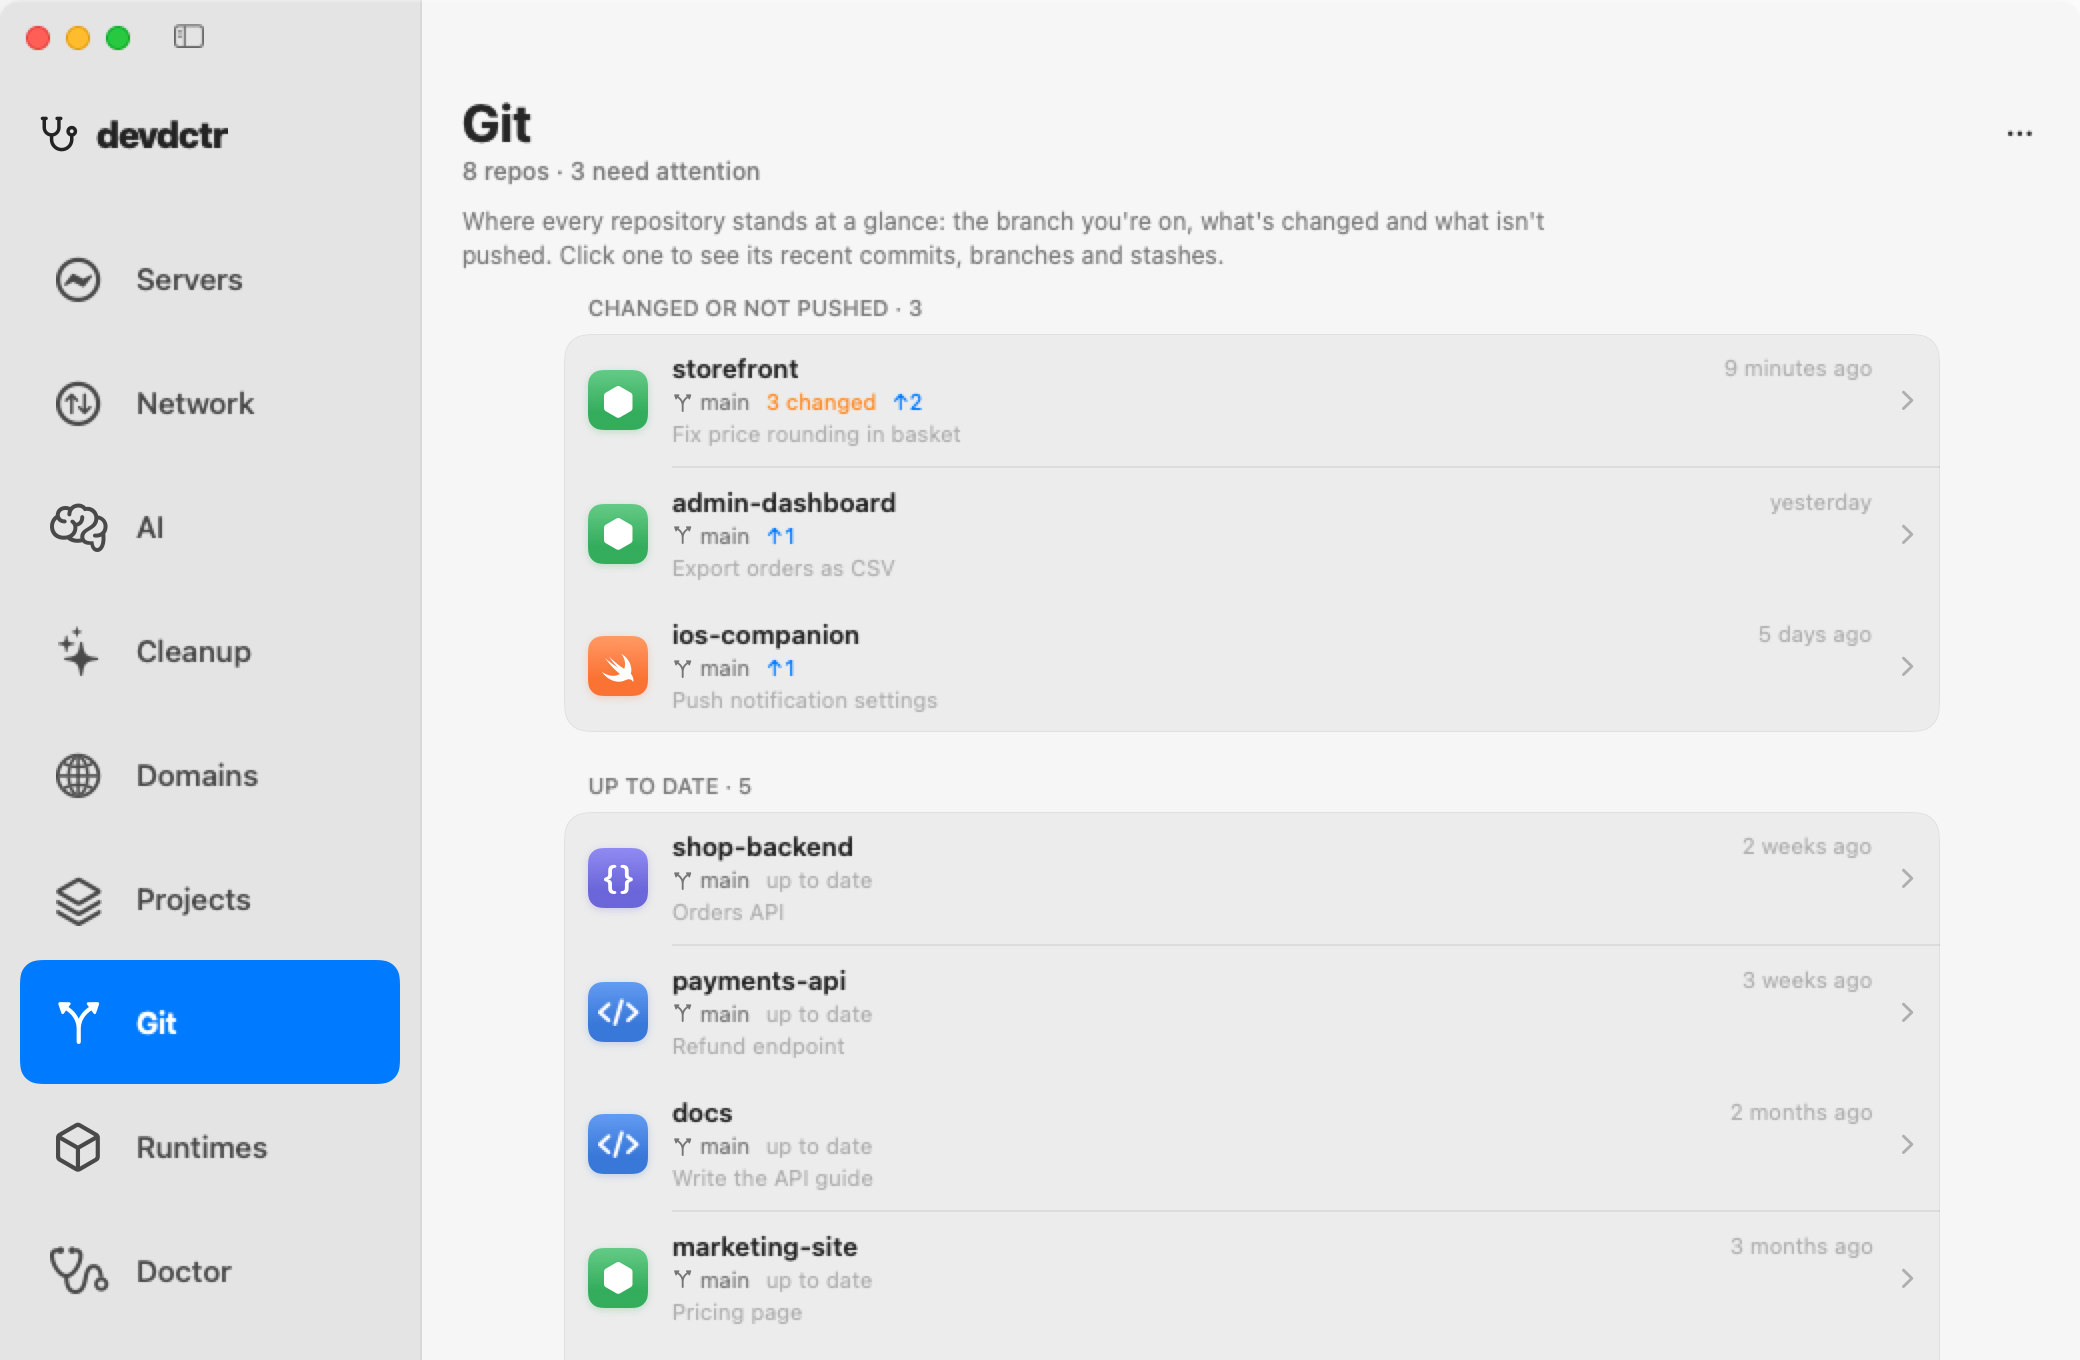 devdctr
Servers
Network
AI
Cleanup
Domains
Projects
Git
Runtimes
Doctor
Git
8 repos · 3 need attention
Where every repository stands at a glance: the branch you're on, what's changed and what isn't
pushed. Click one to see its recent commits, branches and stashes.
CHANGED OR NOT PUSHED · 3
storefront 9 minutes ago
main 3 changed ↑2
Fix price rounding in basket
admin-dashboard yesterday
main ↑1
Export orders as CSV
ios-companion 5 days ago
main ↑1
Push notification settings
UP TO DATE · 5
shop-backend 2 weeks ago
main up to date
Orders API
payments-api 3 weeks ago
main up to date
Refund endpoint
docs 2 months ago
main up to date
Write the API guide
marketing-site 3 months ago
main up to date
Pricing page